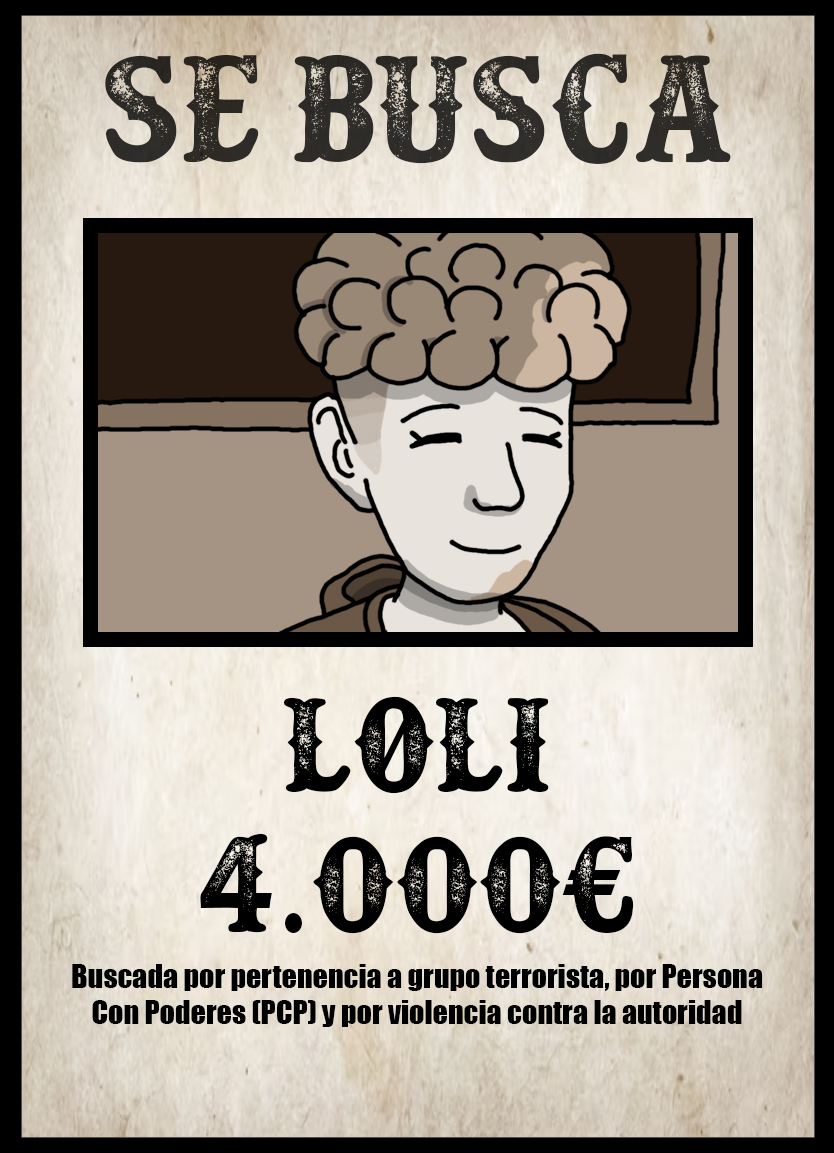 SE BUSCA
L0LI
4.000€
Buscada por pertenencia a grupo terrorista, por Persona
Con Poderes (PCP) y por violencia contra la autoridad